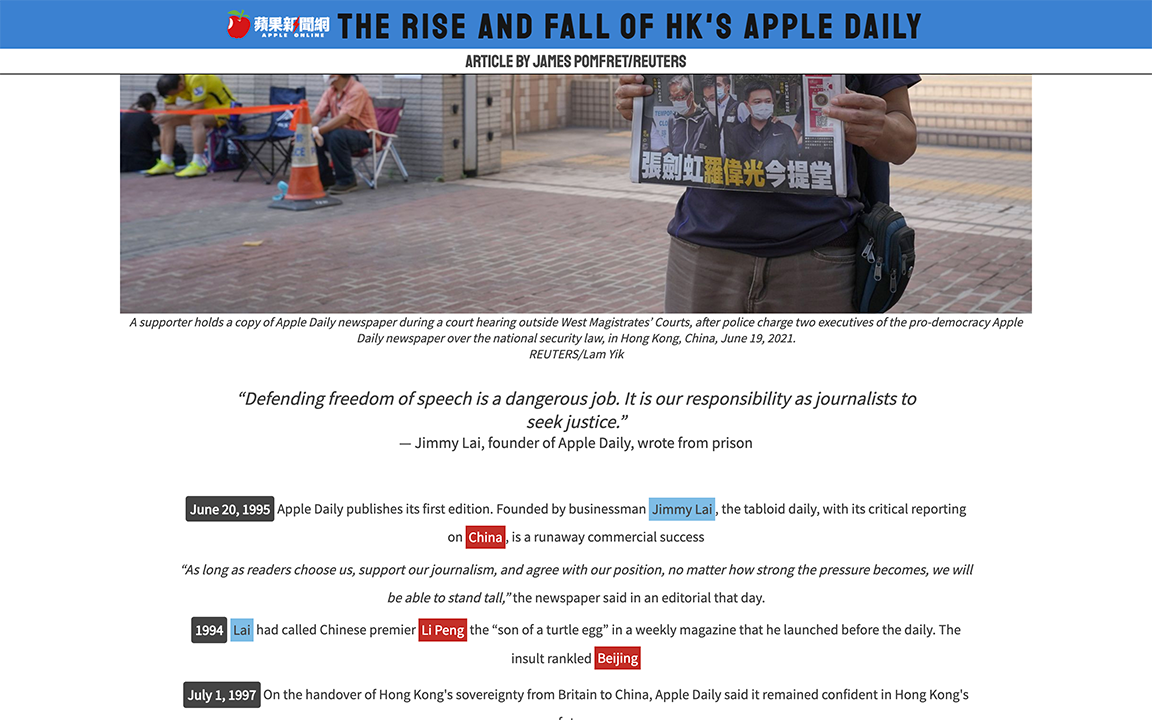 蘋果新聞網
APPLE ONLINE
THE RISE AND FALL OF HK'S APPLE DAILY
ARTICLE BY JAMES POMFRET/REUTERS
張劍虹羅偉光今提堂
A supporter holds a copy of Apple Daily newspaper during a court hearing outside West Magistrates' Courts, after police charge two executives of the pro-democracy Apple
Daily newspaper over the national security law, in Hong Kong, China, June 19, 2021.
REUTERS/Lam Yik
“Defending freedom of speech is a dangerous job. It is our responsibility as journalists to
seek justice.”
— Jimmy Lai, founder of Apple Daily, wrote from prison
June 20, 1995 Apple Daily publishes its first edition. Founded by businessman Jimmy Lai, the tabloid daily, with its critical reporting
on China, is a runaway commercial success
“As long as readers choose us, support our journalism, and agree with our position, no matter how strong the pressure becomes, we will
be able to stand tall,” the newspaper said in an editorial that day.
1994 Lai had called Chinese premier Li Peng the “son of a turtle egg” in a weekly magazine that he launched before the daily. The
insult rankled Beijing
July 1, 1997 On the handover of Hong Kong's sovereignty from Britain to China, Apple Daily said it remained confident in Hong Kong's